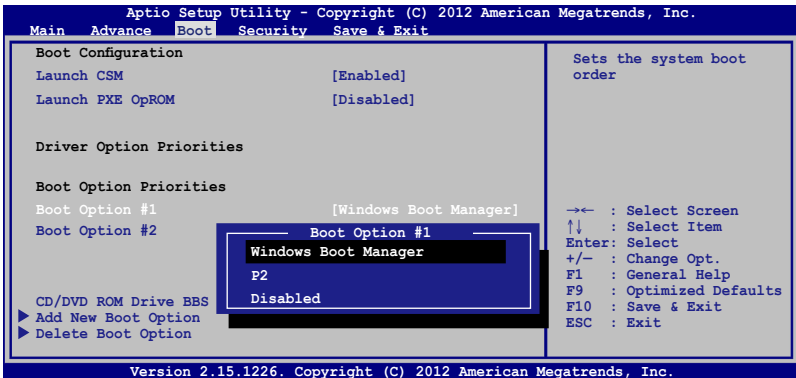 Aptio Setup Utility - Copyright (C) 2012 American Megatrends, Inc.
Main Advance Boot Security Save & Exit
Boot Configuration
Launch CSM [Enabled]
Launch PXE OpROM [Disabled]
Driver Option Priorities
Boot Option Priorities
Boot Option #1 [Windows Boot Manager]
Boot Option #2
CD/DVD ROM Drive BBS
Add New Boot Option
Delete Boot Option
Boot Option #1
Windows Boot Manager
P2
Disabled
Sets the system boot
order
→← : Select Screen
↑↓ : Select Item
Enter: Select
+/— : Change Opt.
F1 : General Help
F9 : Optimized Defaults
F10 : Save & Exit
ESC : Exit
Version 2.15.1226. Copyright (C) 2012 American Megatrends, Inc.